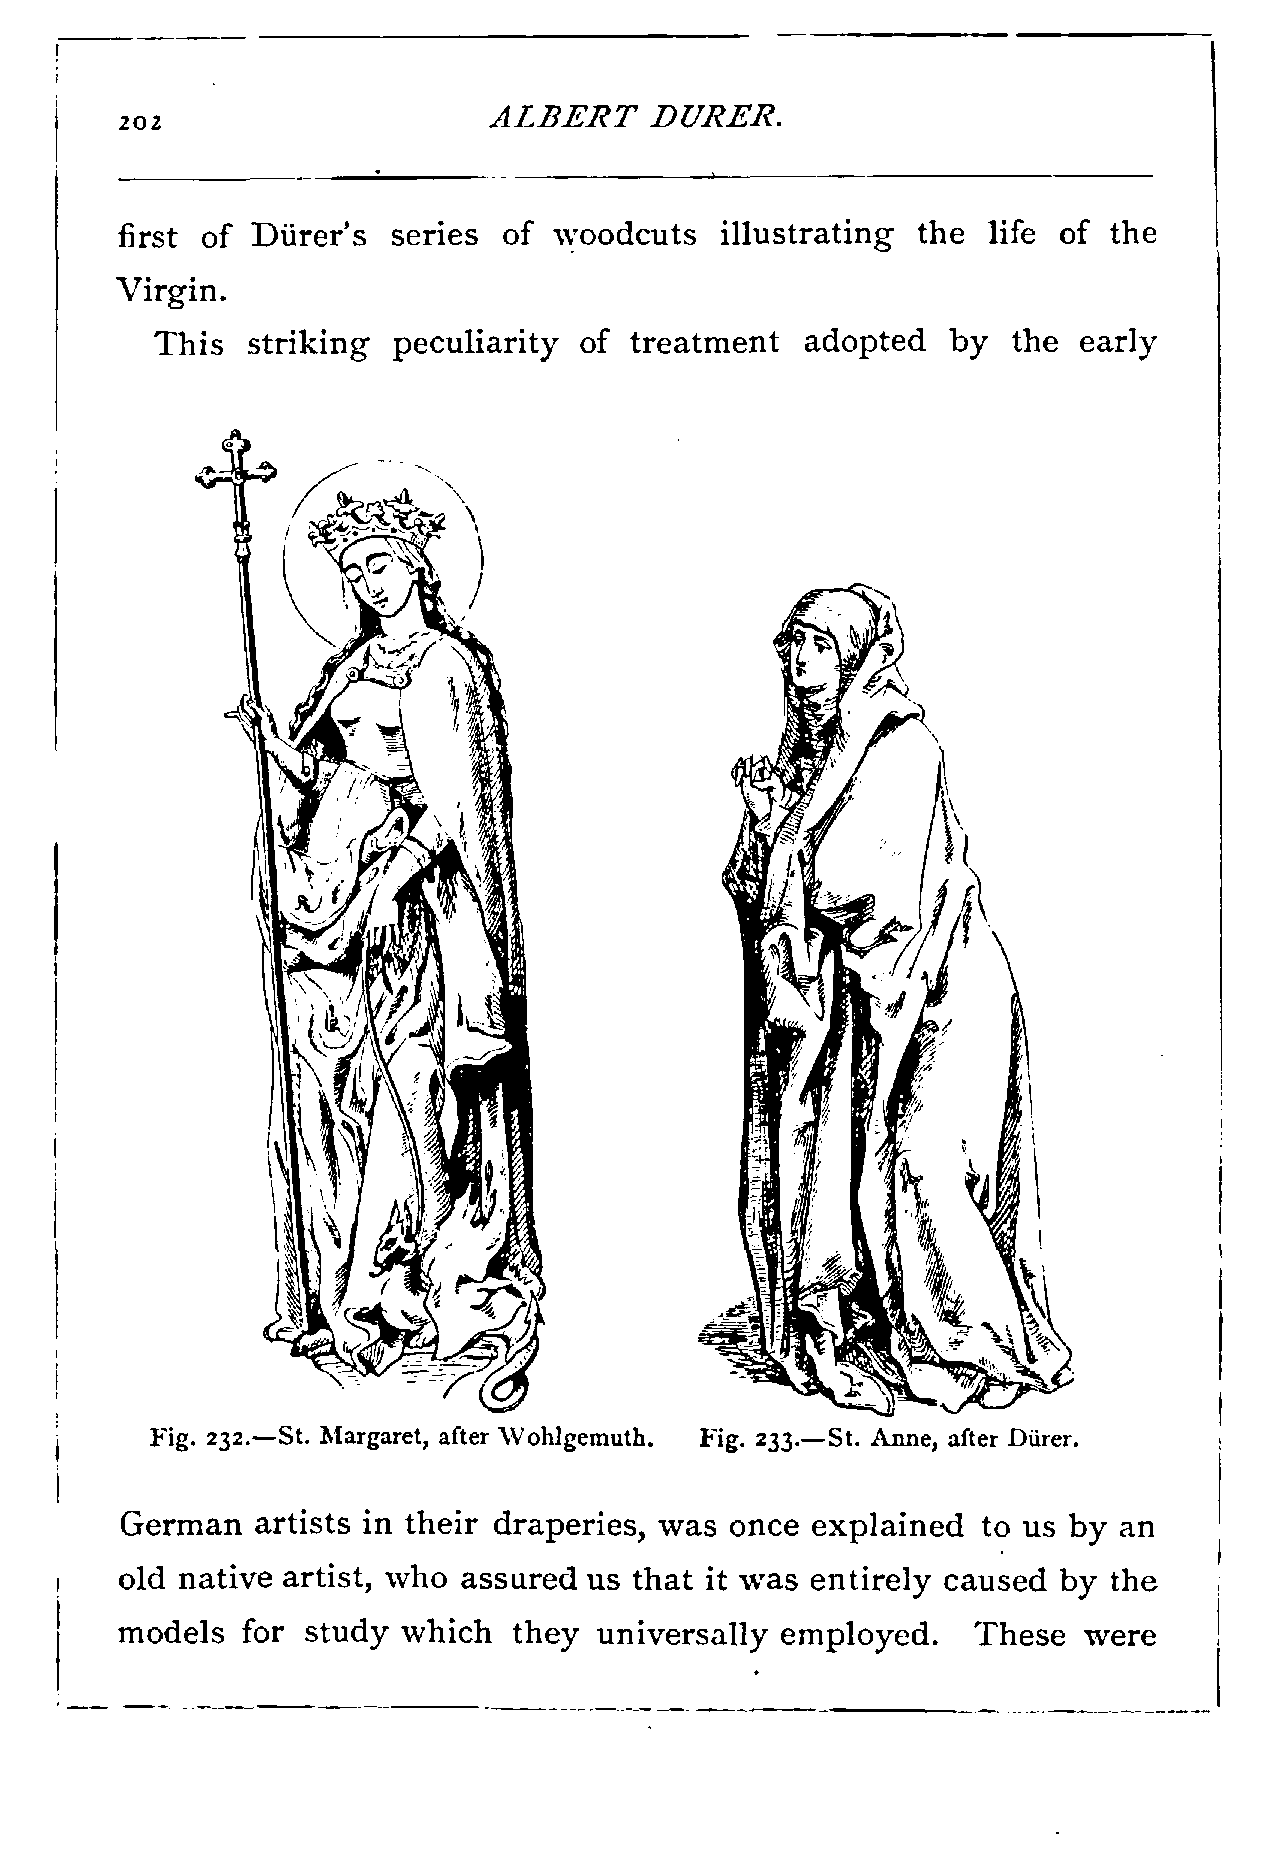 202
ALBERT DURER.
first of Dürer's series of woodcuts illustrating the life of the
Virgin.
This striking peculiarity of treatment adopted by the early
Fig. 232.—St. Margaret, after Wohlgemuth.
Fig. 233.—St. Anne, after Dürer.
German artists in their draperies, was once explained to us by an
old native artist, who assured us that it was entirely caused by the
models for study which they universally employed. These were